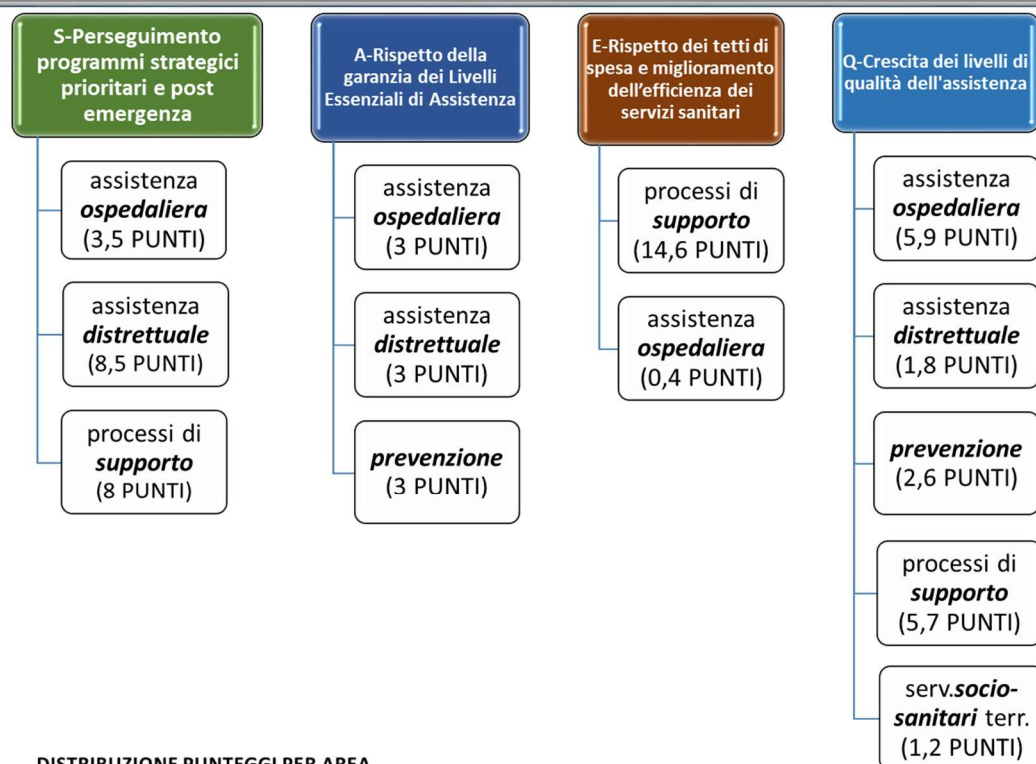 S-Perseguimento
programmi strategici
prioritari e post
emergenza
assistenza
ospedaliera
(3,5 PUNTI)
assistenza
distrettuale
(8,5 PUNTI)
processi di
supporto
(8 PUNTI)
A-Rispetto della
garanzia dei Livelli
Essenziali di Assistenza
assistenza
ospedaliera
(3 PUNTI)
assistenza
distrettuale
(3 PUNTI)
prevenzione
(3 PUNTI)
E-Rispetto dei tetti di
spesa e miglioramento
dell'efficienza dei
servizi sanitari
processi di
supporto
(14,6 PUNTI)
assistenza
ospedaliera
(0,4 PUNTI)
Q-Crescita dei livelli di
qualità dell'assistenza
assistenza
ospedaliera
(5,9 PUNTI)
assistenza
distrettuale
(1,8 PUNTI)
prevenzione
(2,6 PUNTI)
processi di
supporto
(5,7 PUNTI)
serv.socio-
sanitari terr.
(1,2 PUNTI)
DISTRIBUZIONE PUNTEGGI PER AREA